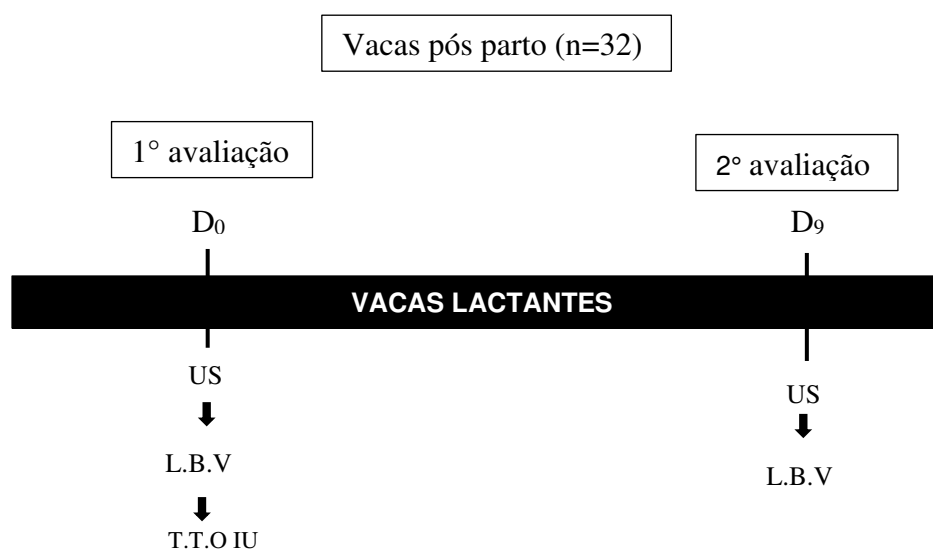 Vacas pós parto (n=32)
1° avaliação
2° avaliação
D0
D9
VACAS LACTANTES
US
US
L.B.V
L.B.V
T.T.O IU